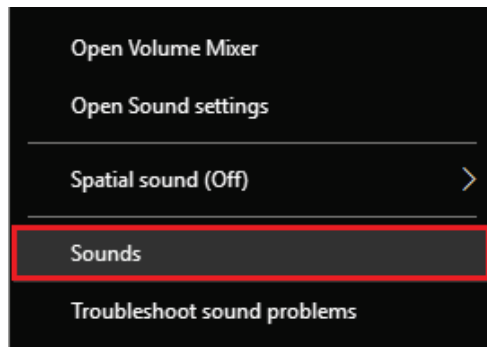 Open Volume Mixer
Open Sound settings
Spatial sound (Off)
Sounds
Troubleshoot sound problems